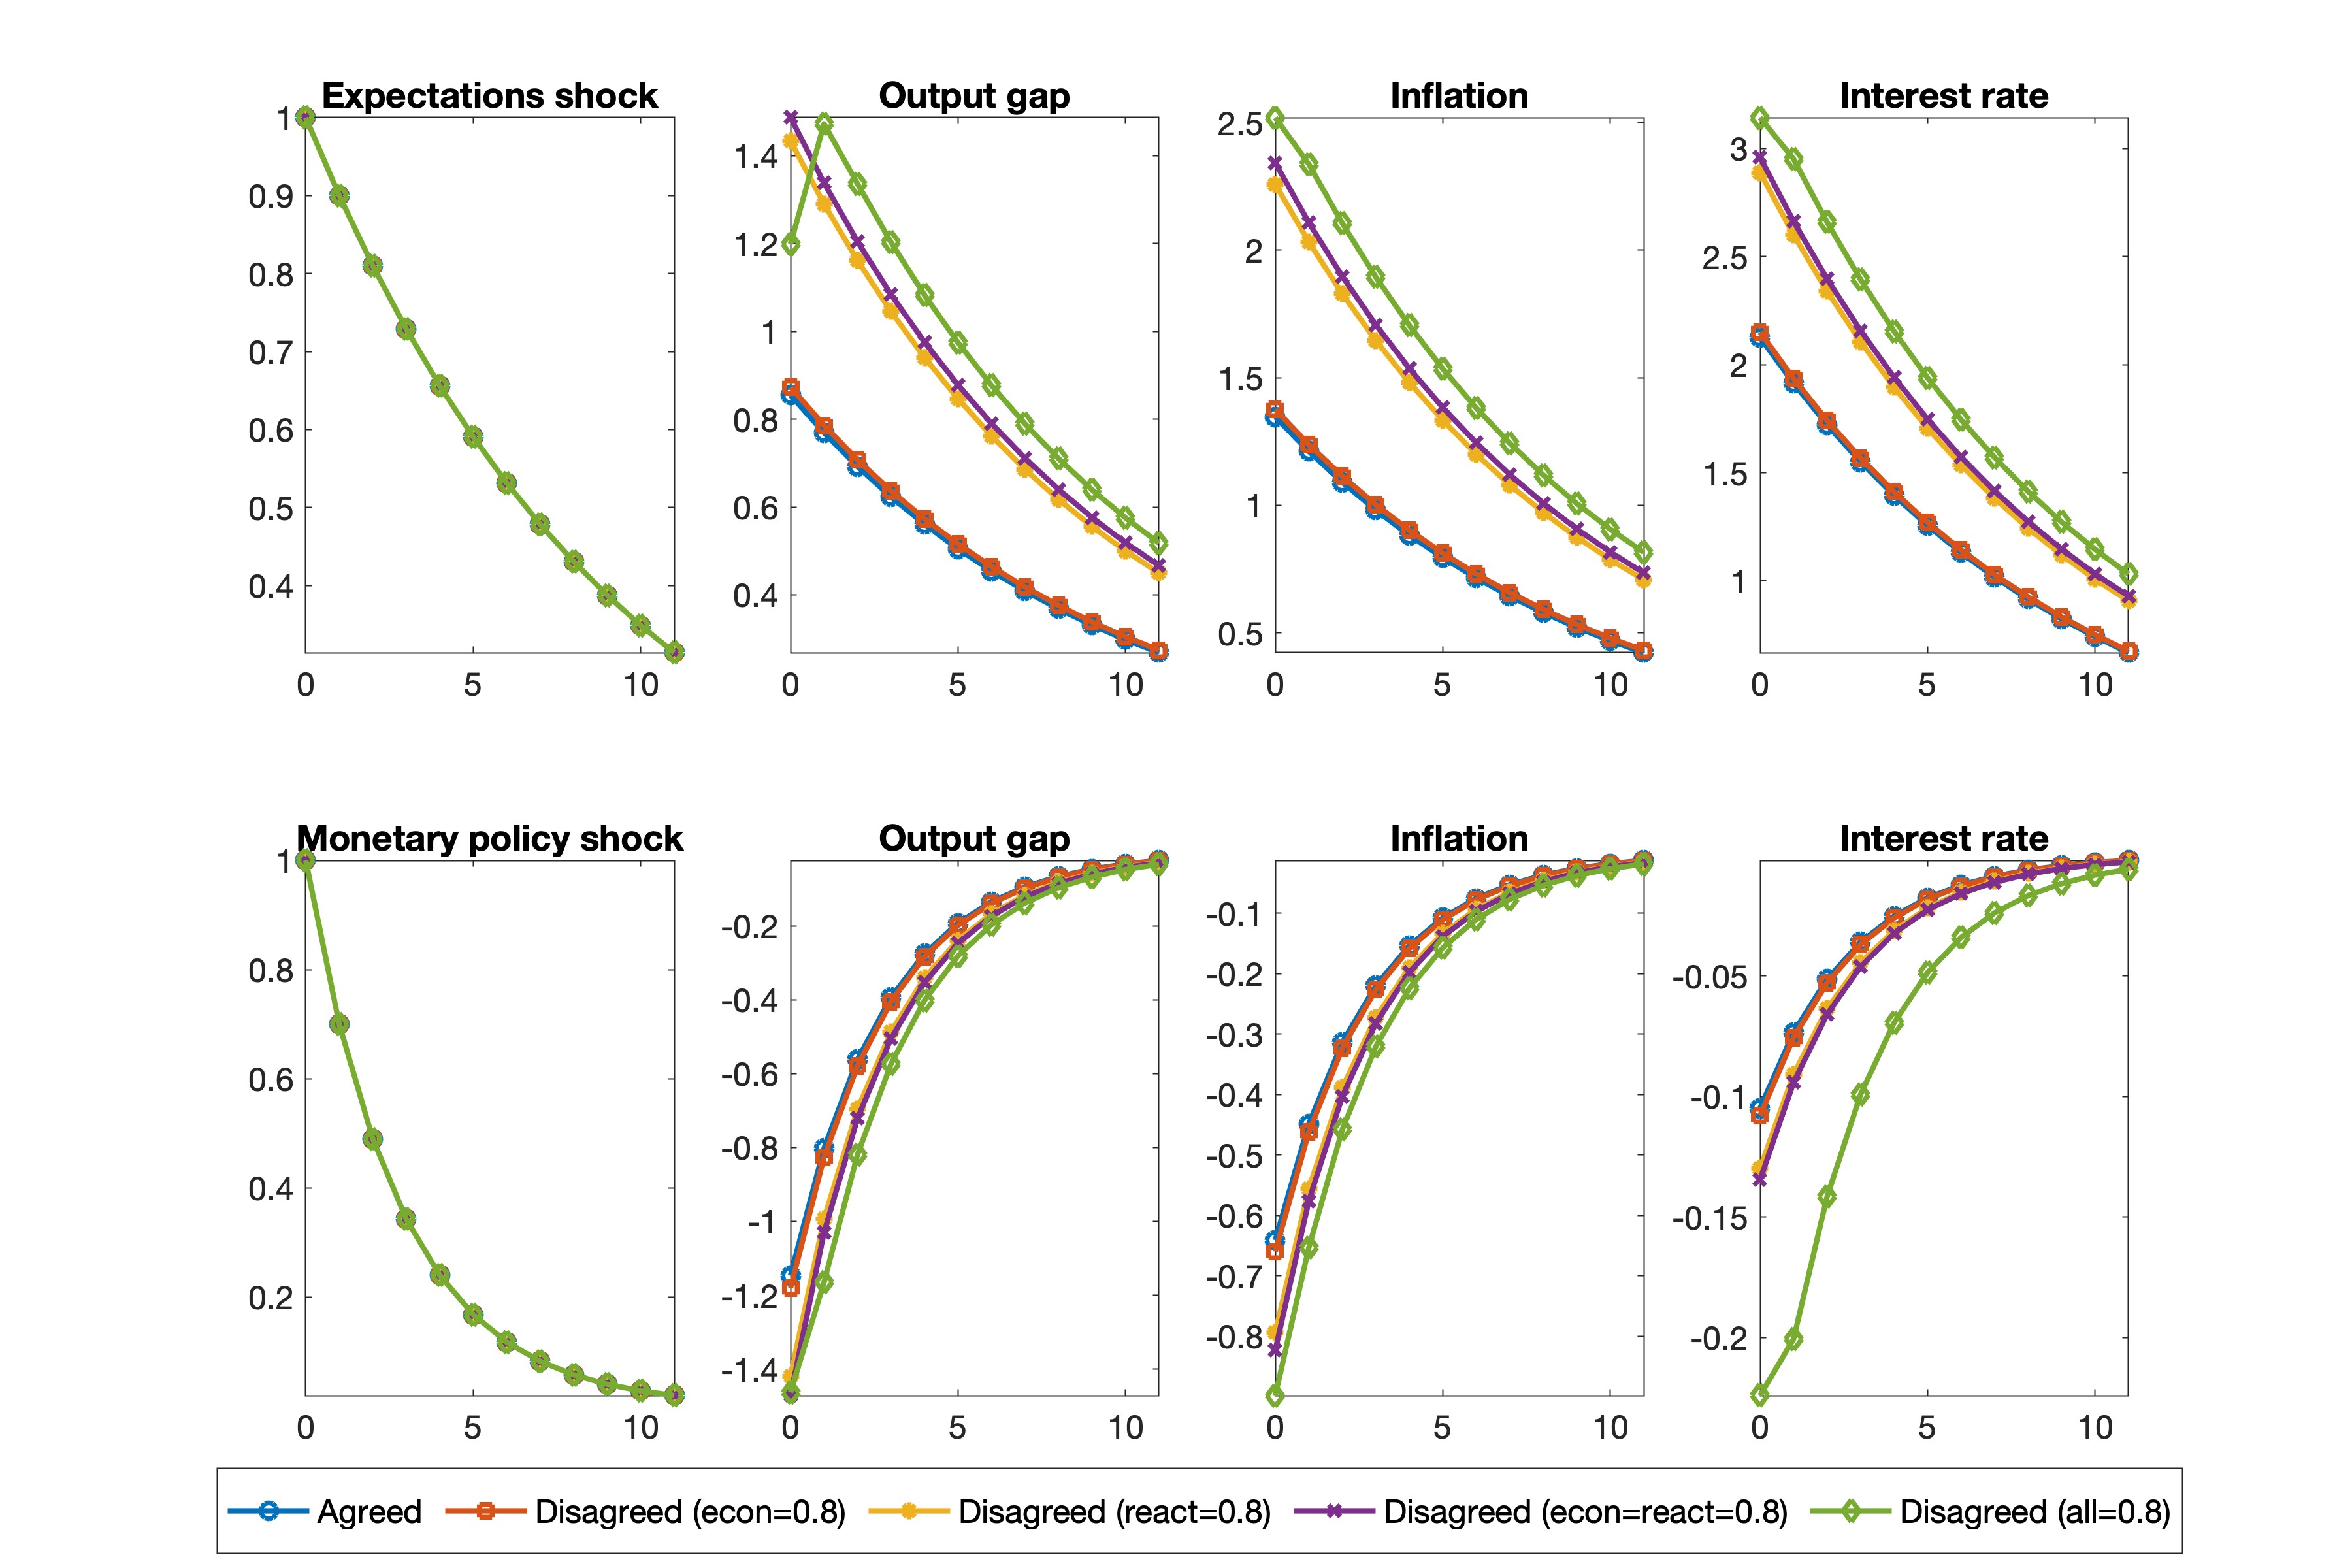 Expectations shock
1
0.9
0.8
0.7
0.6
0.5
0.4
0 5 10
Output gap
1.4
1.2
1
0.8
0.6
0.4
0 5 10
Inflation
2.5
2
1.5
1
0.5
0 5 10
Interest rate
3
2.5
2
1.5
1
0 5 10
Monetary policy shock
1
0.8
0.6
0.4
0.2
0 5 10
Output gap
-0.2
-0.4
-0.6
-0.8
-1
-1.2
-1.4
0 5 10
Inflation
-0.1
-0.2
-0.3
-0.4
-0.5
-0.6
-0.7
-0.8
0 5 10
Interest rate
-0.05
-0.1
-0.15
-0.2
0 5 10
Agreed Disagreed (econ=0.8) Disagreed (react=0.8) Disagreed (econ=react=0.8) Disagreed (all=0.8)